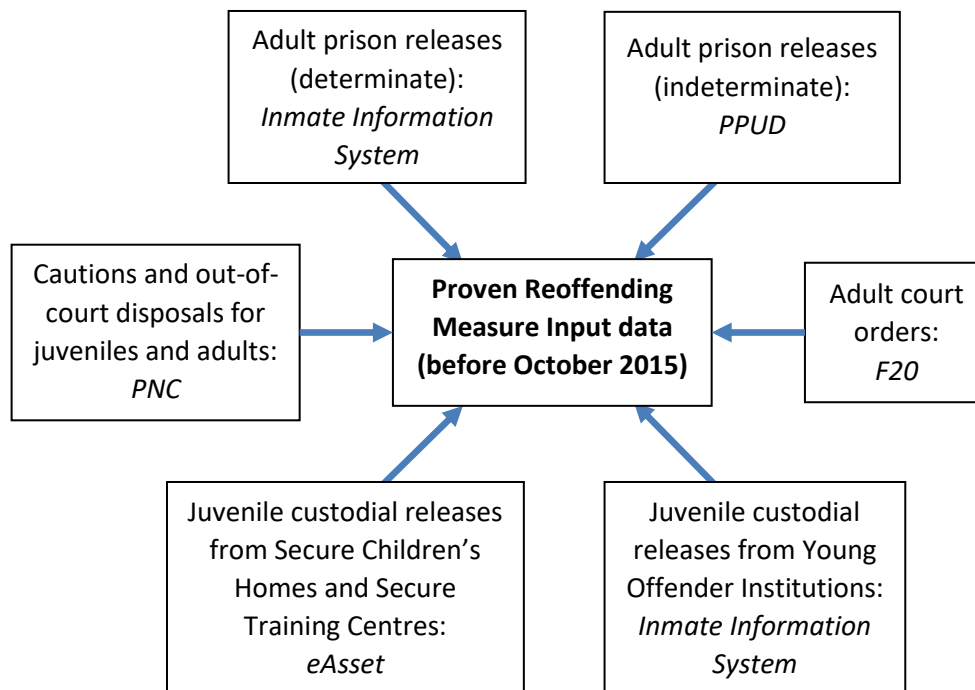 Adult prison releases
(determinate):
Inmate Information
System
Adult prison releases
(indeterminate):
PPUD
Cautions and out-of-
court disposals for
juveniles and adults:
PNC
Proven Reoffending
Measure Input data
(before October 2015)
Adult court
orders:
F20
Juvenile custodial releases
from Secure Children’s
Homes and Secure
Training Centres:
eAsset
Juvenile custodial
releases from Young
Offender Institutions:
Inmate Information
System